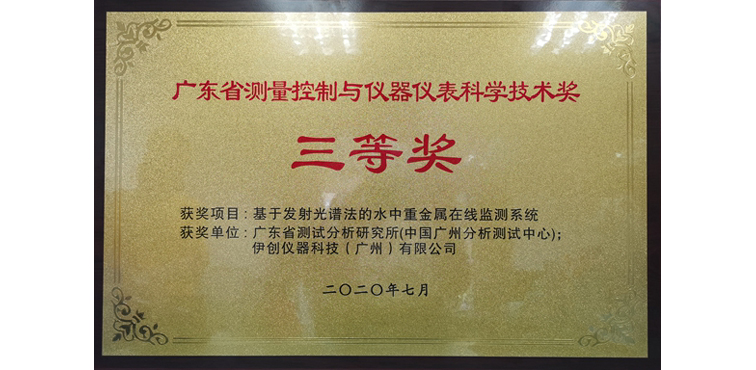 广东省测量控制与仪器仪表科学技术奖
三等奖
获奖项目：基于发射光谱法的水中重金属在线监测系统
获奖单位：广东省测试分析研究所(中国广州分析测试中心)；
伊创仪器科技（广州）有限公司
二〇二〇年七月